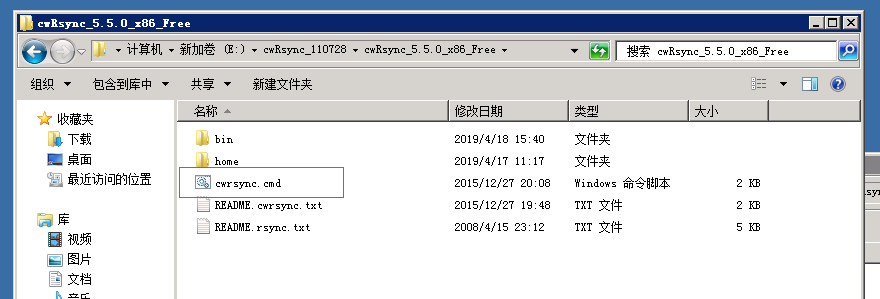 cwRsync_5.5.0_x86_Free
计算机 新加卷 (E:) cwRsync_110728 cwRsync_5.5.0_x86_Free 搜索 cwRsync_5.5.0_x86_Free
组织 包含到库中 共享 新建文件夹
收藏夹
下载
桌面
最近访问的位置
库
视频
图片
文档
音乐
名称 修改日期 类型 大小
bin 2019/4/18 15:40 文件夹
home 2019/4/17 11:17 文件夹
cwrsync.cmd 2015/12/27 20:08 Windows 命令脚本 2 KB
README.cwrsync.txt 2015/12/27 19:48 TXT 文件 2 KB
README.rsync.txt 2008/4/15 23:12 TXT 文件 5 KB